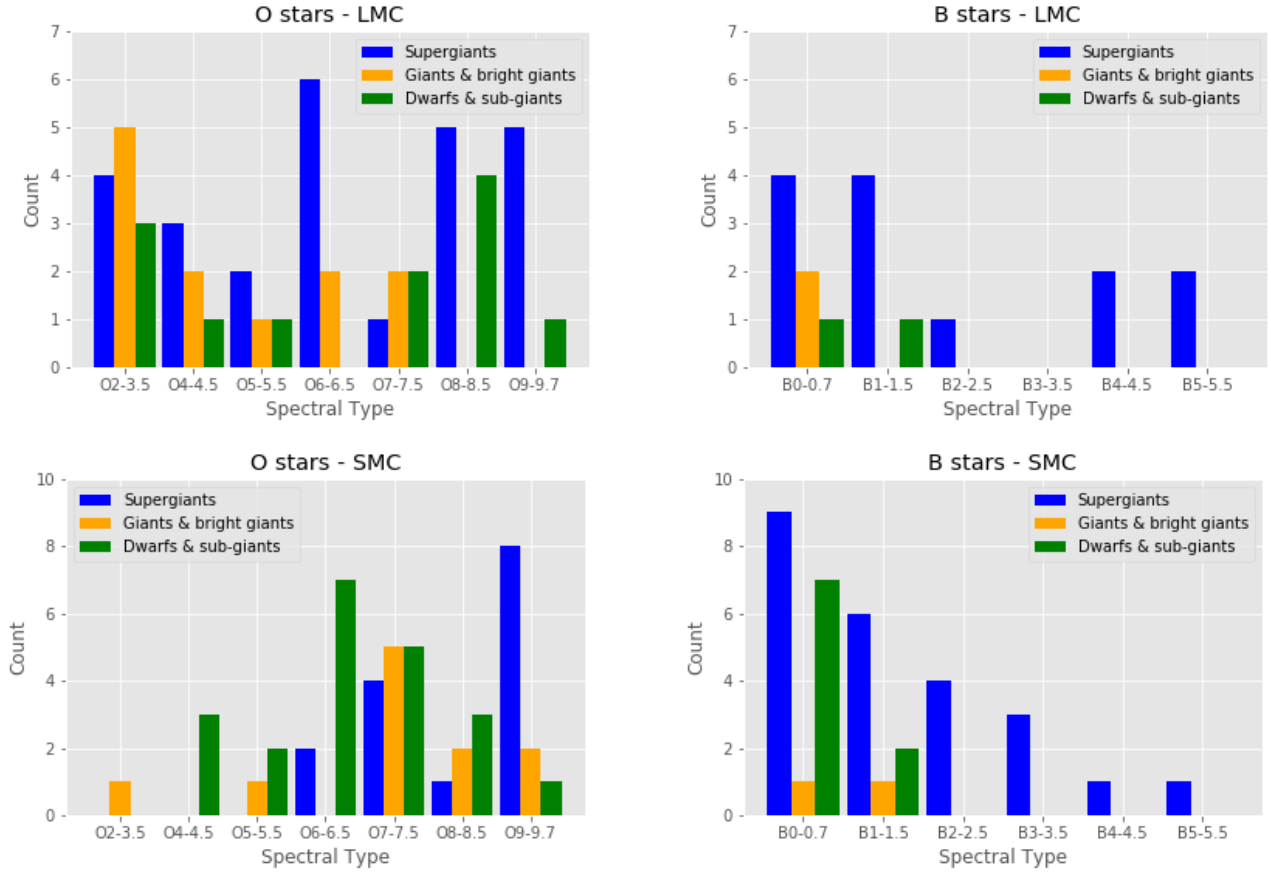 O stars - LMC
7
6
5
4
3
2
1
0
Count
Supergiants
Giants & bright giants
Dwarfs & sub-giants
O2-3.5 O4-4.5 O5-5.5 O6-6.5 O7-7.5 O8-8.5 O9-9.7
Spectral Type
B stars - LMC
7
6
5
4
3
2
1
0
Count
Supergiants
Giants & bright giants
Dwarfs & sub-giants
B0-0.7 B1-1.5 B2-2.5 B3-3.5 B4-4.5 B5-5.5
Spectral Type
O stars - SMC
10
8
6
4
2
0
Count
Supergiants
Giants & bright giants
Dwarfs & sub-giants
O2-3.5 O4-4.5 O5-5.5 O6-6.5 O7-7.5 O8-8.5 O9-9.7
Spectral Type
B stars - SMC
10
8
6
4
2
0
Count
Supergiants
Giants & bright giants
Dwarfs & sub-giants
B0-0.7 B1-1.5 B2-2.5 B3-3.5 B4-4.5 B5-5.5
Spectral Type